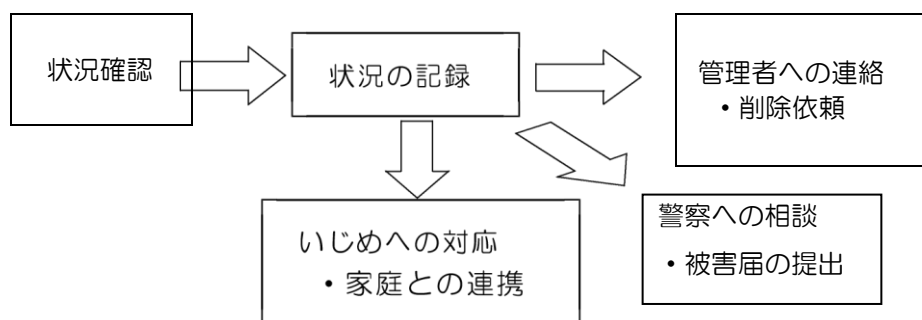 状況確認
状況の記録
管理者への連絡
・削除依頼
いじめへの対応
・家庭との連携
警察への相談
・被害届の提出